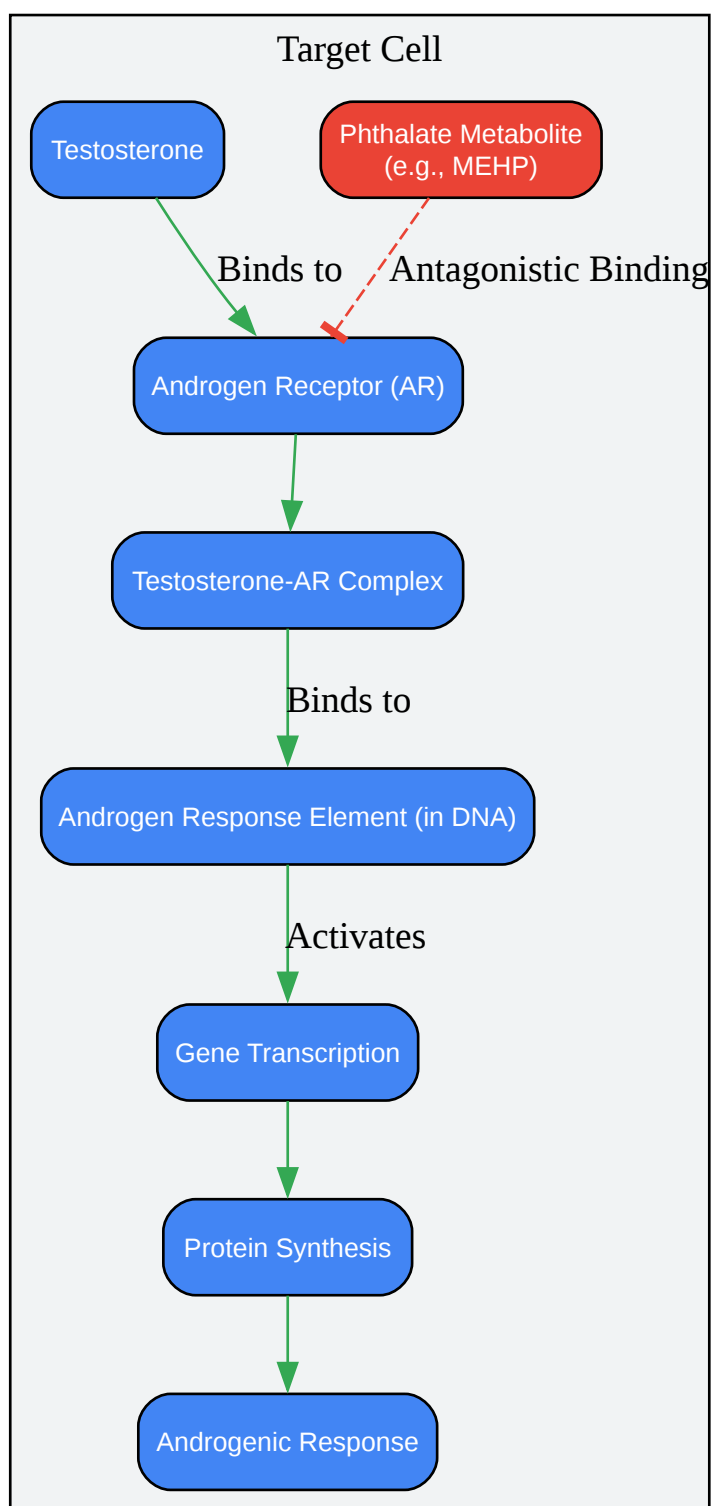 Target Cell
Testosterone
Phthalate Metabolite
(e.g., MEHP)
Binds to
Antagonistic Binding
Androgen Receptor (AR)
Testosterone-AR Complex
Binds to
Androgen Response Element (in DNA)
Activates
Gene Transcription
Protein Synthesis
Androgenic Response